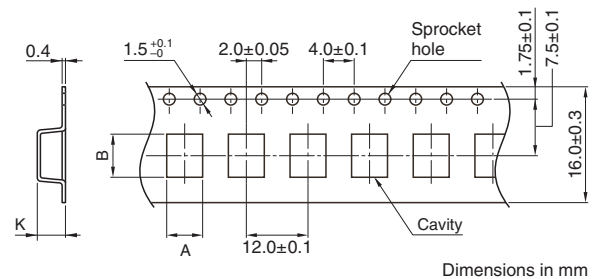 Sprocket
hole
0.4
1.5 +0.1 −0
2.0±0.05
4.0±0.1
1.75±0.1
7.5±0.1
16.0±0.3
B
K
A
12.0±0.1
Cavity
Dimensions in mm